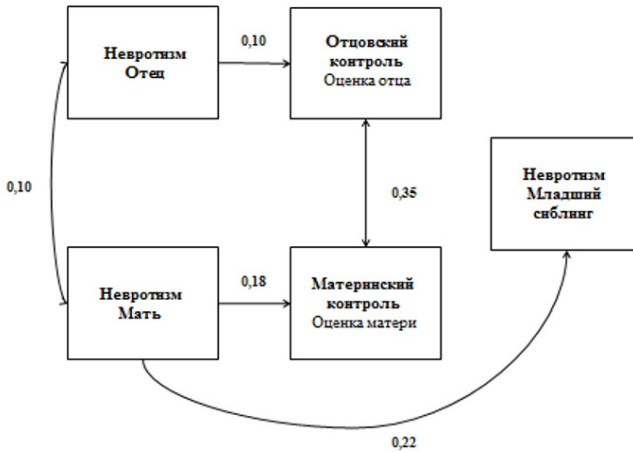 Невротизм
Отец
0,10
Отцовский
контроль
Оценка отца
0,10
0,35
Невротизм
Младший
сиблинг
Невротизм
Мать
0,18
Материнский
контроль
Оценка матери
0,22